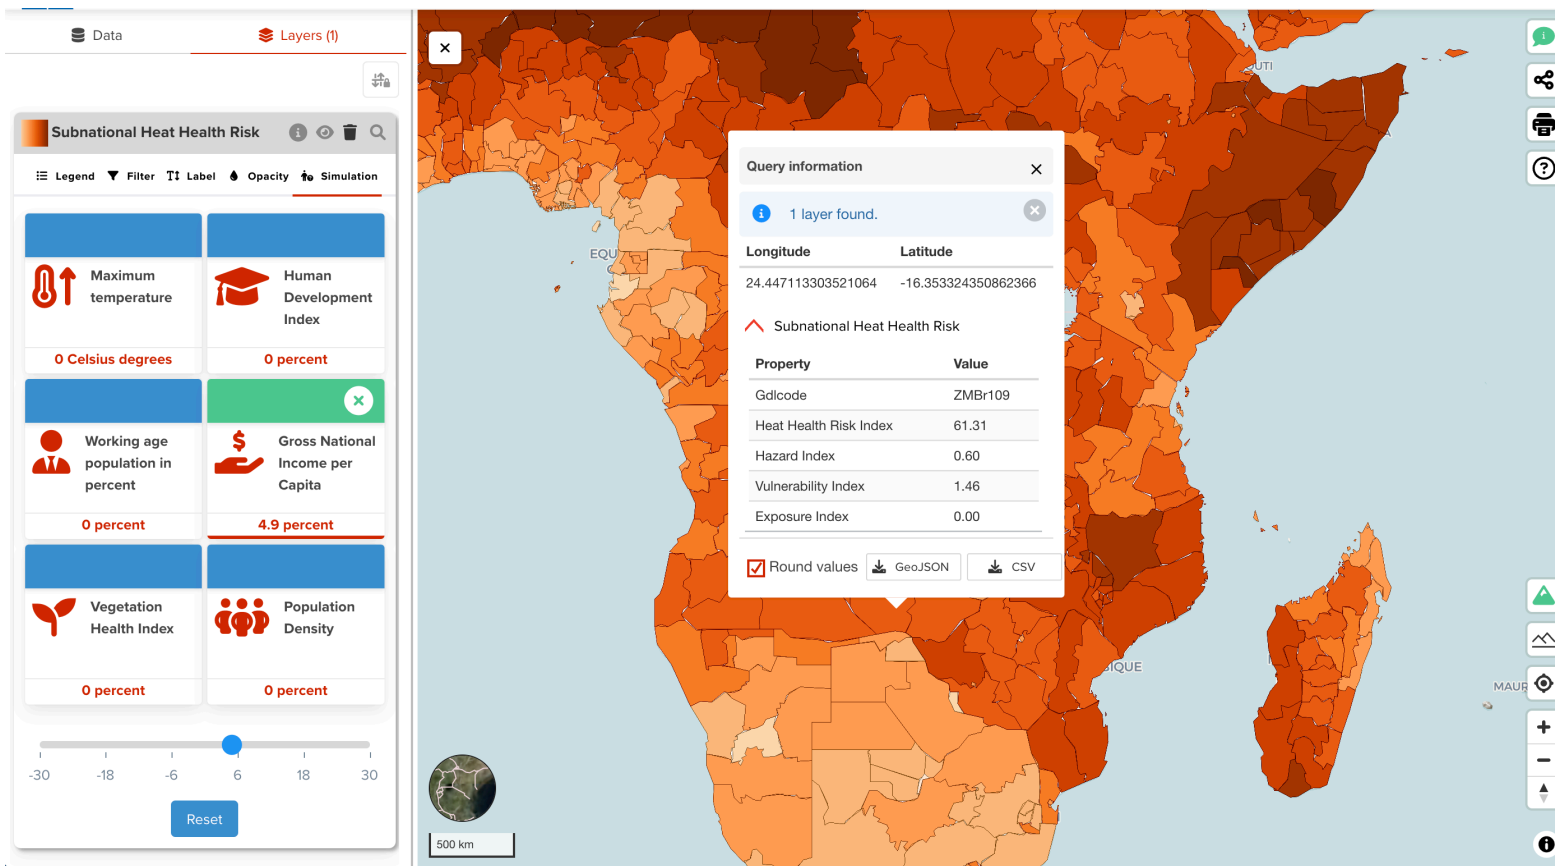 Data
Layers (1)
Subnational Heat Health Risk
Legend
Filter
Label
Opacity
Simulation
Maximum
temperature
0 Celsius degrees
Human
Development
Index
0 percent
Working age
population in
percent
0 percent
Gross National
Income per
Capita
4.9 percent
Vegetation
Health Index
0 percent
Population
Density
0 percent
-30
-18
-6
6
18
30
Reset
Query information
1 layer found.
Longitude Latitude
24.447113303521064 -16.353324350862366
Subnational Heat Health Risk
Property Value
Gdlcode ZMBr109
Heat Health Risk Index 61.31
Hazard Index 0.60
Vulnerability Index 1.46
Exposure Index 0.00
Round values
GeoJSON
CSV
UTI
EQU
IQUE
MAUR
500 km